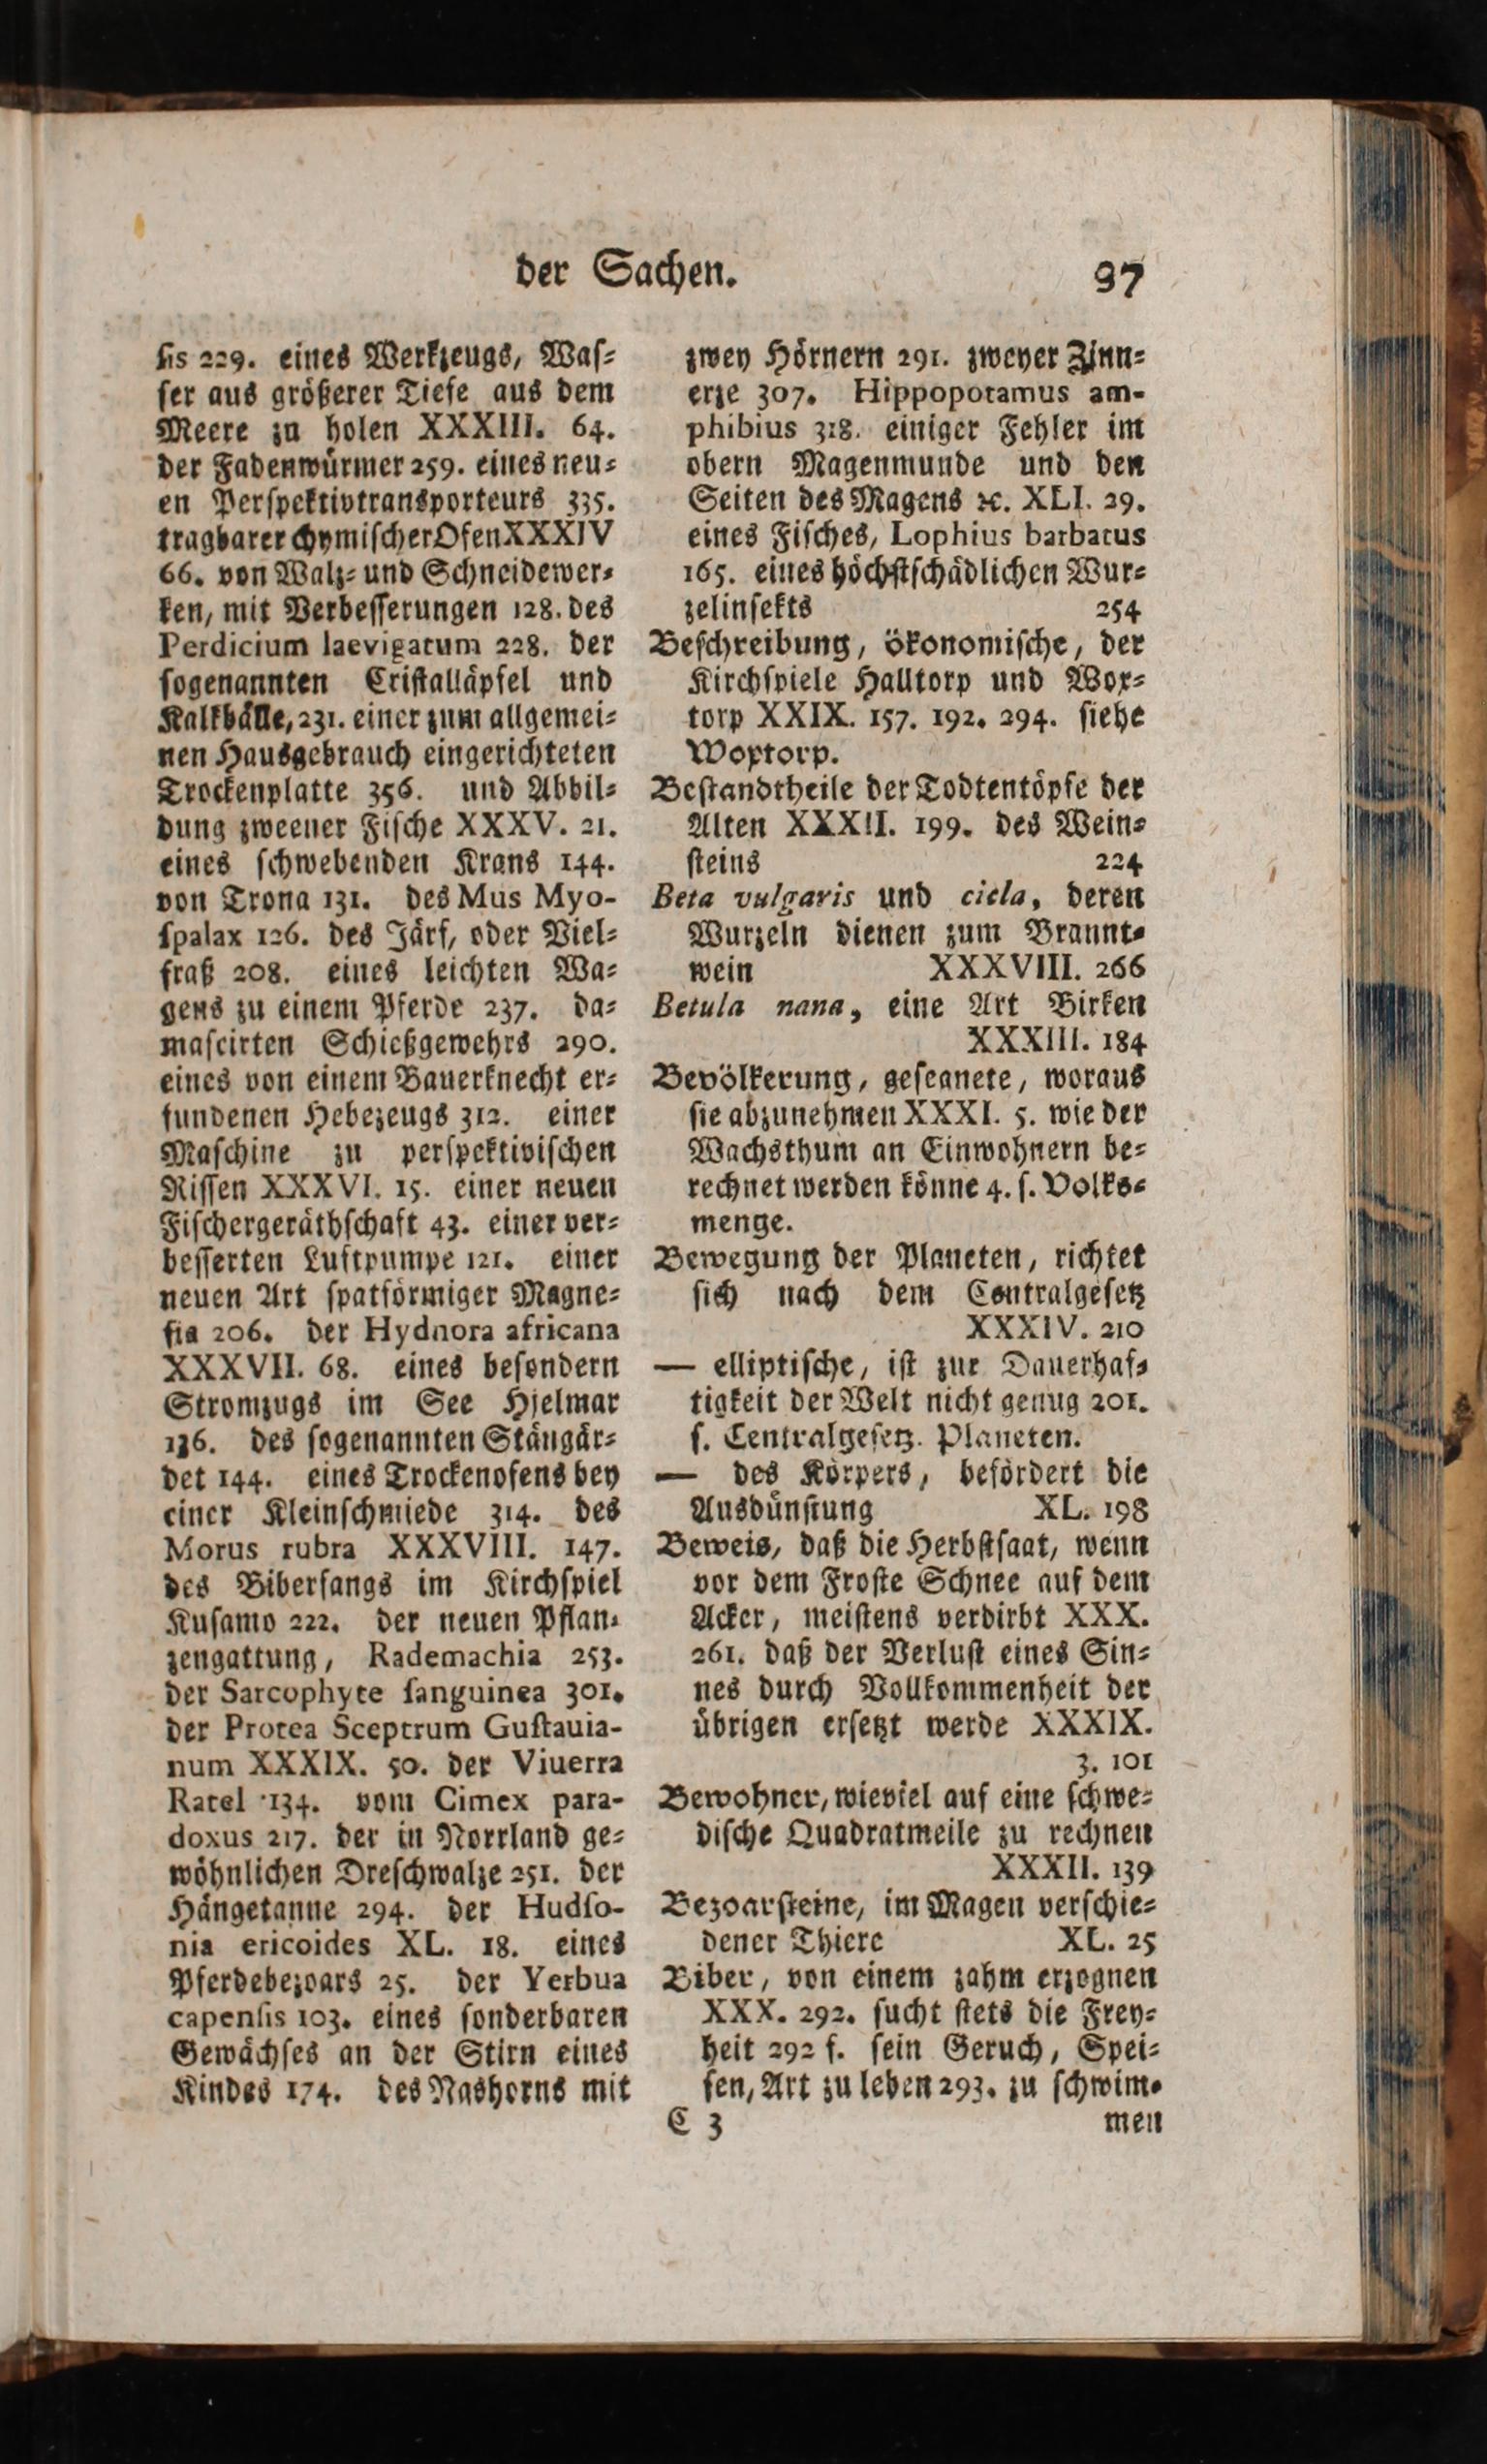 der Sachen. 97
ſis 229. eines Werkzeugs, Waſ⸗
ſer aus größerer Tiefe aus dem
Meere zu holen XXXIII. 64.
der Fadenwürmer 259. eines neu⸗
en Perſpektivtransporteurs 335.
tragbarer chymiſcher Ofen XXXIV
66. von Walz⸗ und Schneidewer⸗
ken, mit Verbeſſerungen 128. des
Perdicium laevigatum 228. der
ſogenannten Criſtalläpfel und
Kalkbälle, 231. einer zum allgemei⸗
nen Hausgebrauch eingerichteten
Trockenplatte 356. und Abbil⸗
dung zweener Fiſche XXXV. 21.
eines ſchwebenden Krans 144.
von Trona 131. des Mus Myo-
ſpalax 126. des Järf, oder Viel⸗
fraß 208. eines leichten Wa⸗
gens zu einem Pferde 237. da⸗
maſcirten Schießgewehrs 290.
eines von einem Bauerknecht er⸗
fundenen Hebezeugs 312. einer
Maſchine zu perſpektiviſchen
Riſſen XXXVI. 15. einer neuen
Fiſchergeräthſchaft 43. einer ver⸗
beſſerten Luftpumpe 121. einer
neuen Art ſpatförmiger Magne⸗
ſia 206. der Hydnora africana
XXXVII. 68. eines beſondern
Stromzugs im See Hjelmar
136. des ſogenannten Stängär⸗
det 144. eines Trockenofens bey
einer Kleinſchmiede 314. des
Morus rubra XXXVIII. 147.
des Biberfangs im Kirchſpiel
Kuſamo 222. der neuen Pflan⸗
zengattung, Rademachia 253.
der Sarcophyte ſanguinea 301.
der Protea Sceptrum Guſtauia-
num XXXIX. 50. der Viuerra
Ratel 134. vom Cimex para-
doxus 217. der in Norrland ge⸗
wöhnlichen Dreſchwalze 251. der
Hängetanne 294. der Hudſo-
nia ericoides XL. 18. eines
Pferdebezoars 25. der Yerbua
capenſis 103. eines ſonderbaren
Gewächſes an der Stirn eines
Kindes 174. des Nashorns mit
zwey Hörnern 291. zweyer Zinn⸗
erze 307. Hippopotamus am-
phibius 318. einiger Fehler im
obern Magenmunde und den
Seiten des Magens ꝛc. XLI. 29.
eines Fiſches, Lophius barbatus
165. eines höchſtſchädlichen Wur⸗
zelinſekts 254
Beſchreibung, ökonomiſche, der
Kirchſpiele Halltorp und Wox⸗
torp XXIX. 157. 192. 294. ſiehe
Woxtorp.
Beſtandtheile der Todtentöpfe der
Alten XXXII. 199. des Wein⸗
ſteins 224
Beta vulgaris und cicla, deren
Wurzeln dienen zum Brannt⸗
wein XXXVIII. 266
Betula nana, eine Art Birken
XXXIII. 184
Bevölkerung, geſeanete, woraus
ſie abzunehmen XXXI. 5. wie der
Wachsthum an Einwohnern be⸗
rechnet werden könne 4. ſ. Volks⸗
menge.
Bewegung der Planeten, richtet
ſich nach dem Centralgeſetz
XXXIV. 210
— elliptiſche, iſt zur Dauerhaf⸗
tigkeit der Welt nicht genug 201.
ſ. Centralgeſetz. Planeten.
— des Körpers, befördert die
Ausdünſtung XL. 198
Beweis, daß die Herbſtſaat, wenn
vor dem Froſte Schnee auf dem
Acker, meiſtens verdirbt XXX.
261. daß der Verluſt eines Sin⸗
nes durch Vollkommenheit der
übrigen erſetzt werde XXXIX.
3. 101
Bewohner, wieviel auf eine ſchwe⸗
diſche Quadratmeile zu rechnen
XXXII. 139
Bezoarſteine, im Magen verſchie⸗
dener Thiere XL. 25
Biber, von einem zahm erzognen
XXX. 292. ſucht ſtets die Frey⸗
heit 292 f. ſein Geruch, Spei⸗
ſen, Art zu leben 293. zu ſchwim⸗
C 3 men